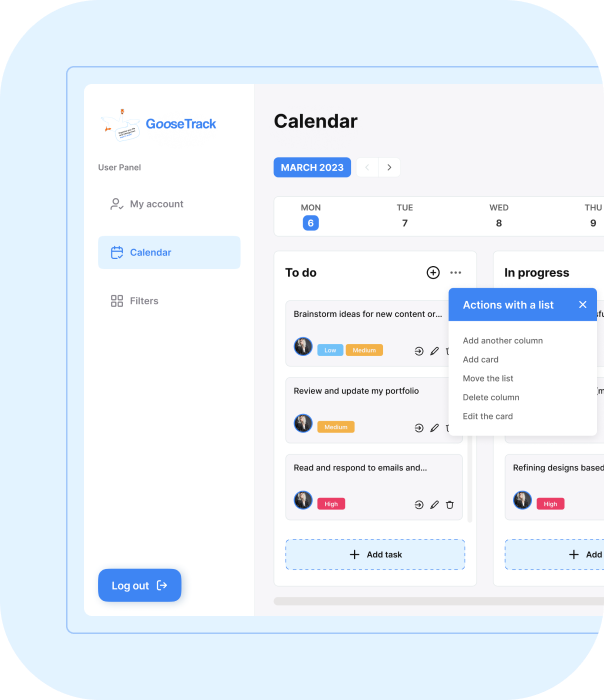 GooseTrack
User Panel
My account
Calendar
Filters
Log out
Calendar
MARCH 2023
MON TUE WED THU
6 7 8 9
To do
Brainstorm ideas for new content or...
Low Medium
Review and update my portfolio
Medium
Read and respond to emails and...
High
Add task
In progress
Actions with a list
Add another column
Add card
Move the list
Delete column
Edit the card
Refining designs based
High
Add